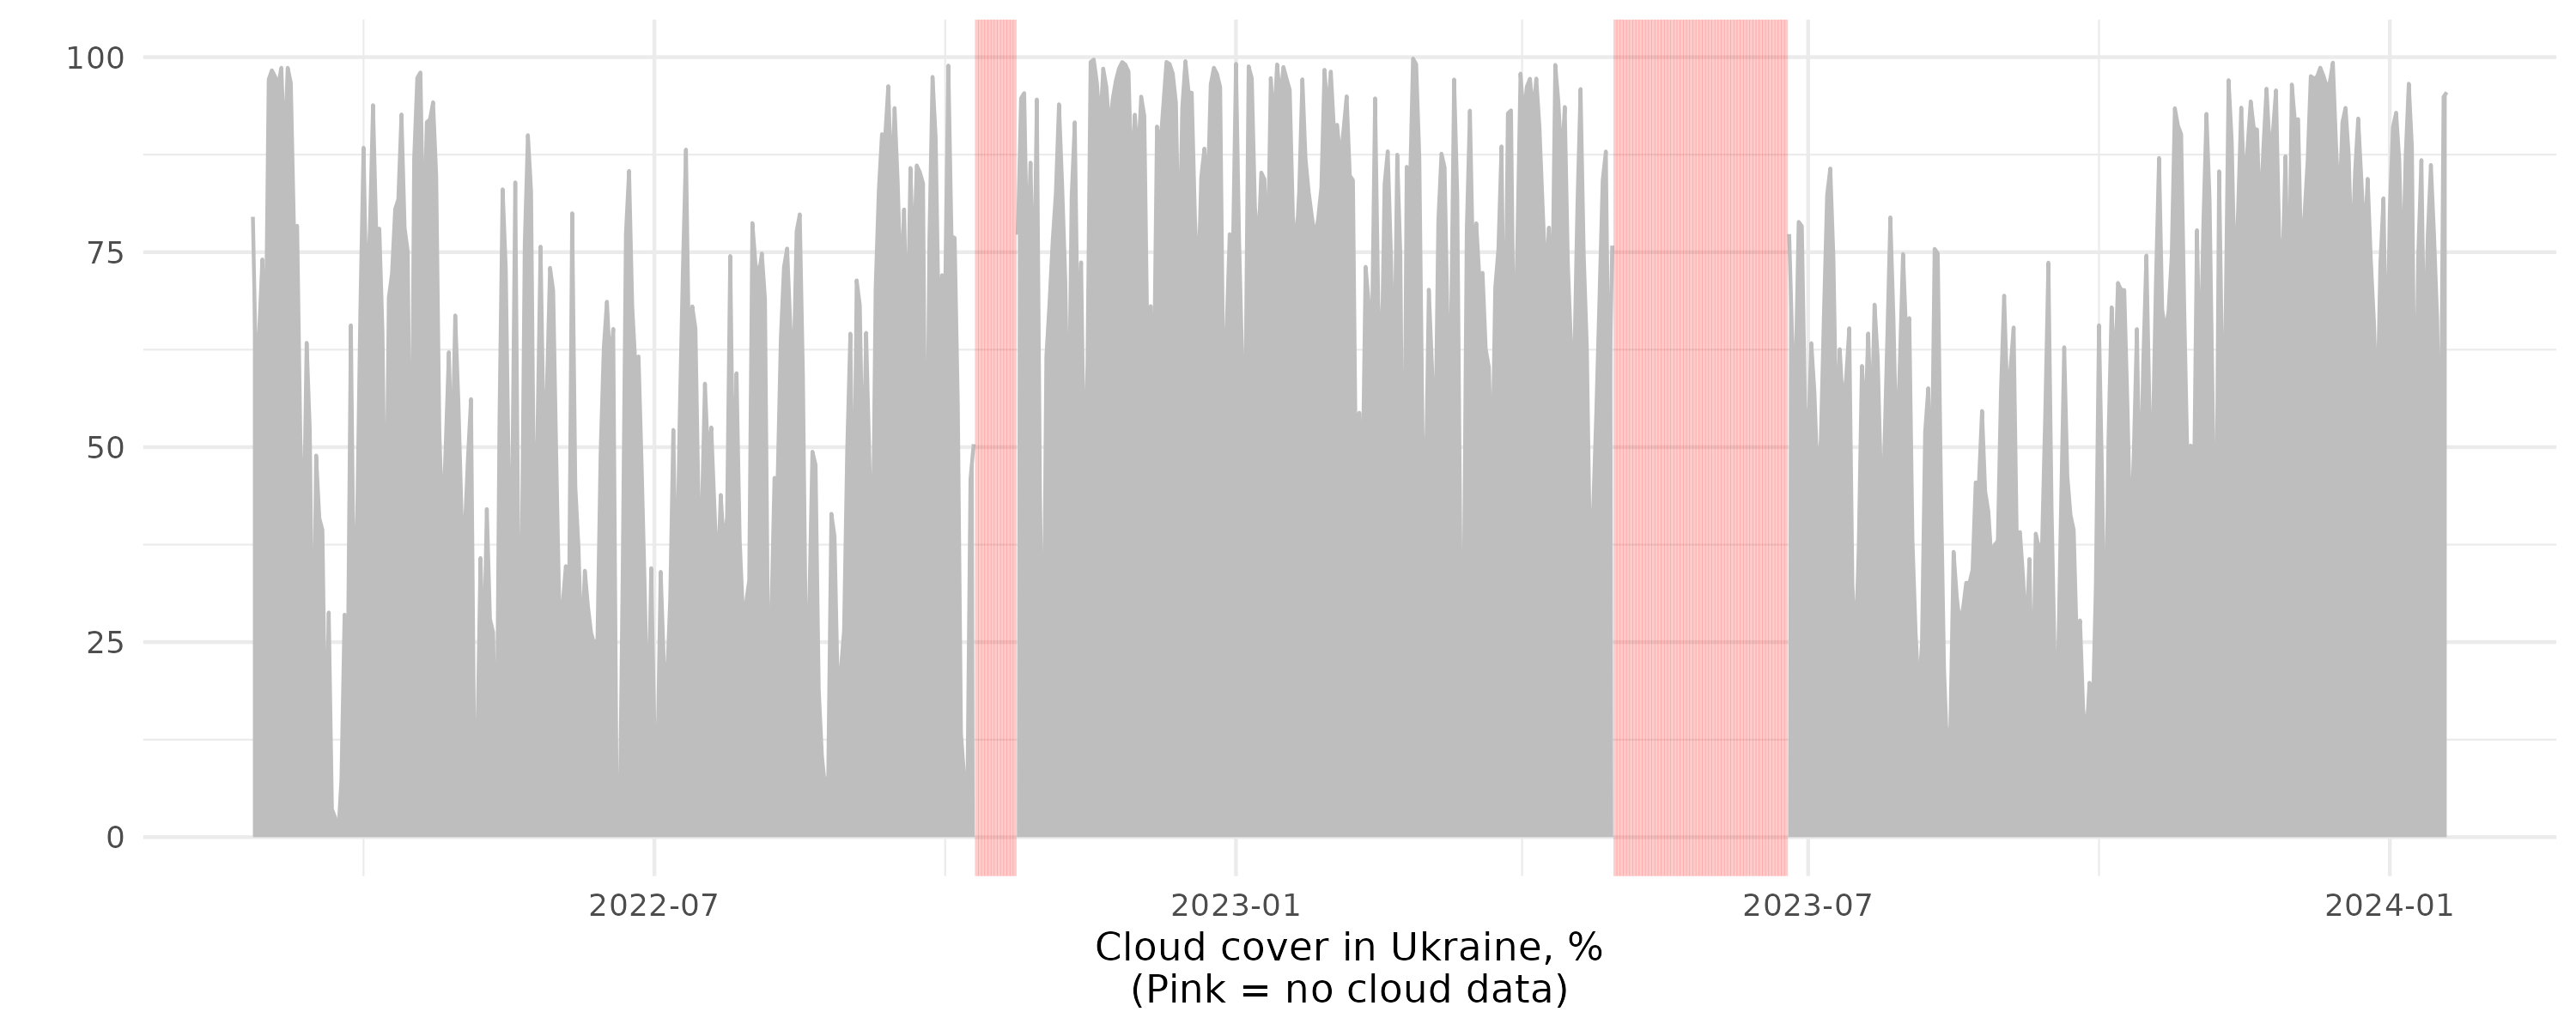 100
75
50
25
0
2022-07 2023-01 2023-07 2024-01
Cloud cover in Ukraine, %
(Pink = no cloud data)